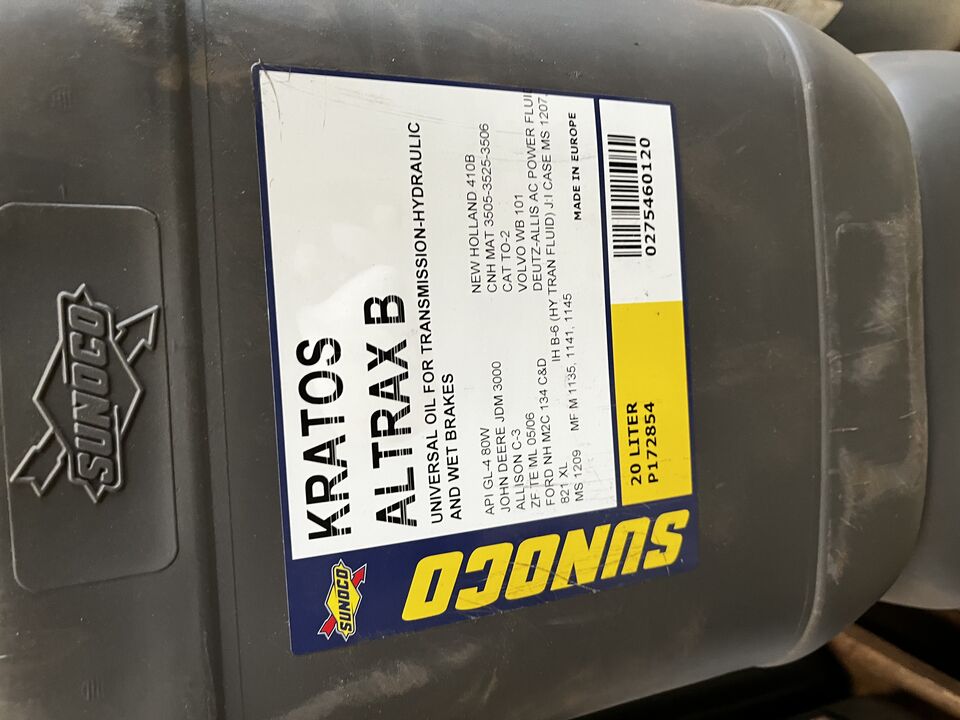 SUNOCO
KRATOS
ALTRAX B
UNIVERSAL OIL FOR TRANSMISSION-HYDRAULIC
AND WET BRAKES
API GL-4 80W
JOHN DEERE JDM 3000
ALLISON C-3
ZF TE ML 05/06
FORD NH M2C 134 C&D
821 XL
MS 1209
NEW HOLLAND 410B
CNH MAT 3505-3525-3506
CAT TO-2
VOLVO WB 101
DEUTZ-ALLIS AC POWER FLUI
IH B-6 (HY TRAN FLUID) J.I CASE MS 1207,
MF M 1135, 1141, 1145
MADE IN EUROPE
20 LITER
P172854
0275460120
SUNOCO
SUNOCO